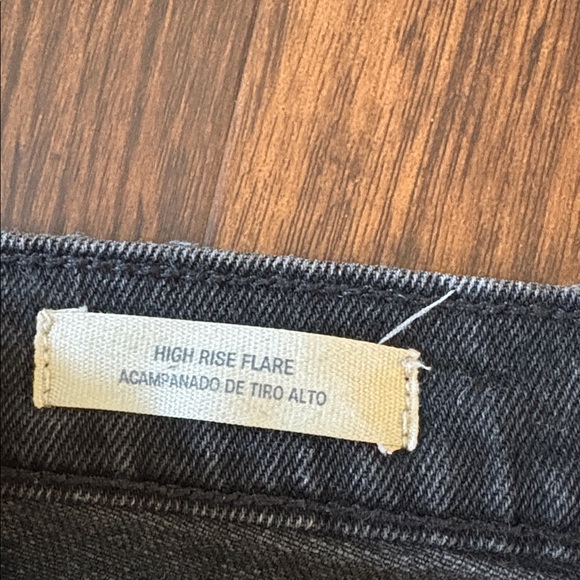 HIGH RISE FLARE
ACAMPANADO DE TIRO ALTO